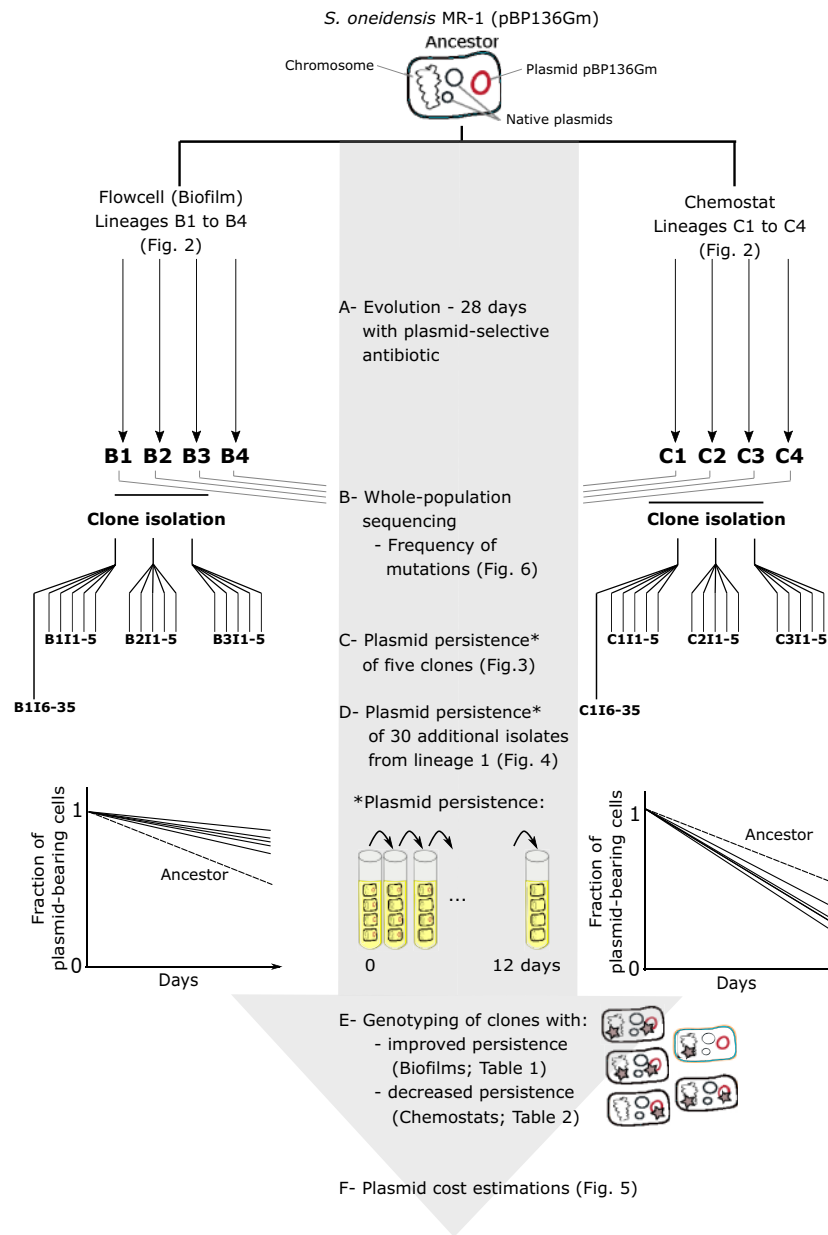 S. oneidensis MR-1 (pBP136Gm)
Ancestor
Chromosome
Plasmid pBP136Gm
Native plasmids
Flowcell (Biofilm)
Lineages B1 to B4
(Fig. 2)
Chemostat
Lineages C1 to C4
(Fig. 2)
A- Evolution - 28 days
with plasmid-selective
antibiotic
B1 B2 B3 B4
C1 C2 C3 C4
Clone isolation
B- Whole-population
sequencing
- Frequency of
mutations (Fig. 6)
Clone isolation
B1I1-5 B2I1-5 B3I1-5
C1I1-5 C2I1-5 C3I1-5
C- Plasmid persistence*
of five clones (Fig.3)
B1I6-35
C1I6-35
D- Plasmid persistence*
of 30 additional isolates
from lineage 1 (Fig. 4)
*Plasmid persistence:
Fraction of
plasmid-bearing cells
1
0
Ancestor
Days
...
0 12 days
Fraction of
plasmid-bearing cells
1
0
Ancestor
Days
E- Genotyping of clones with:
- improved persistence
(Biofilms; Table 1)
- decreased persistence
(Chemostats; Table 2)
F- Plasmid cost estimations (Fig. 5)